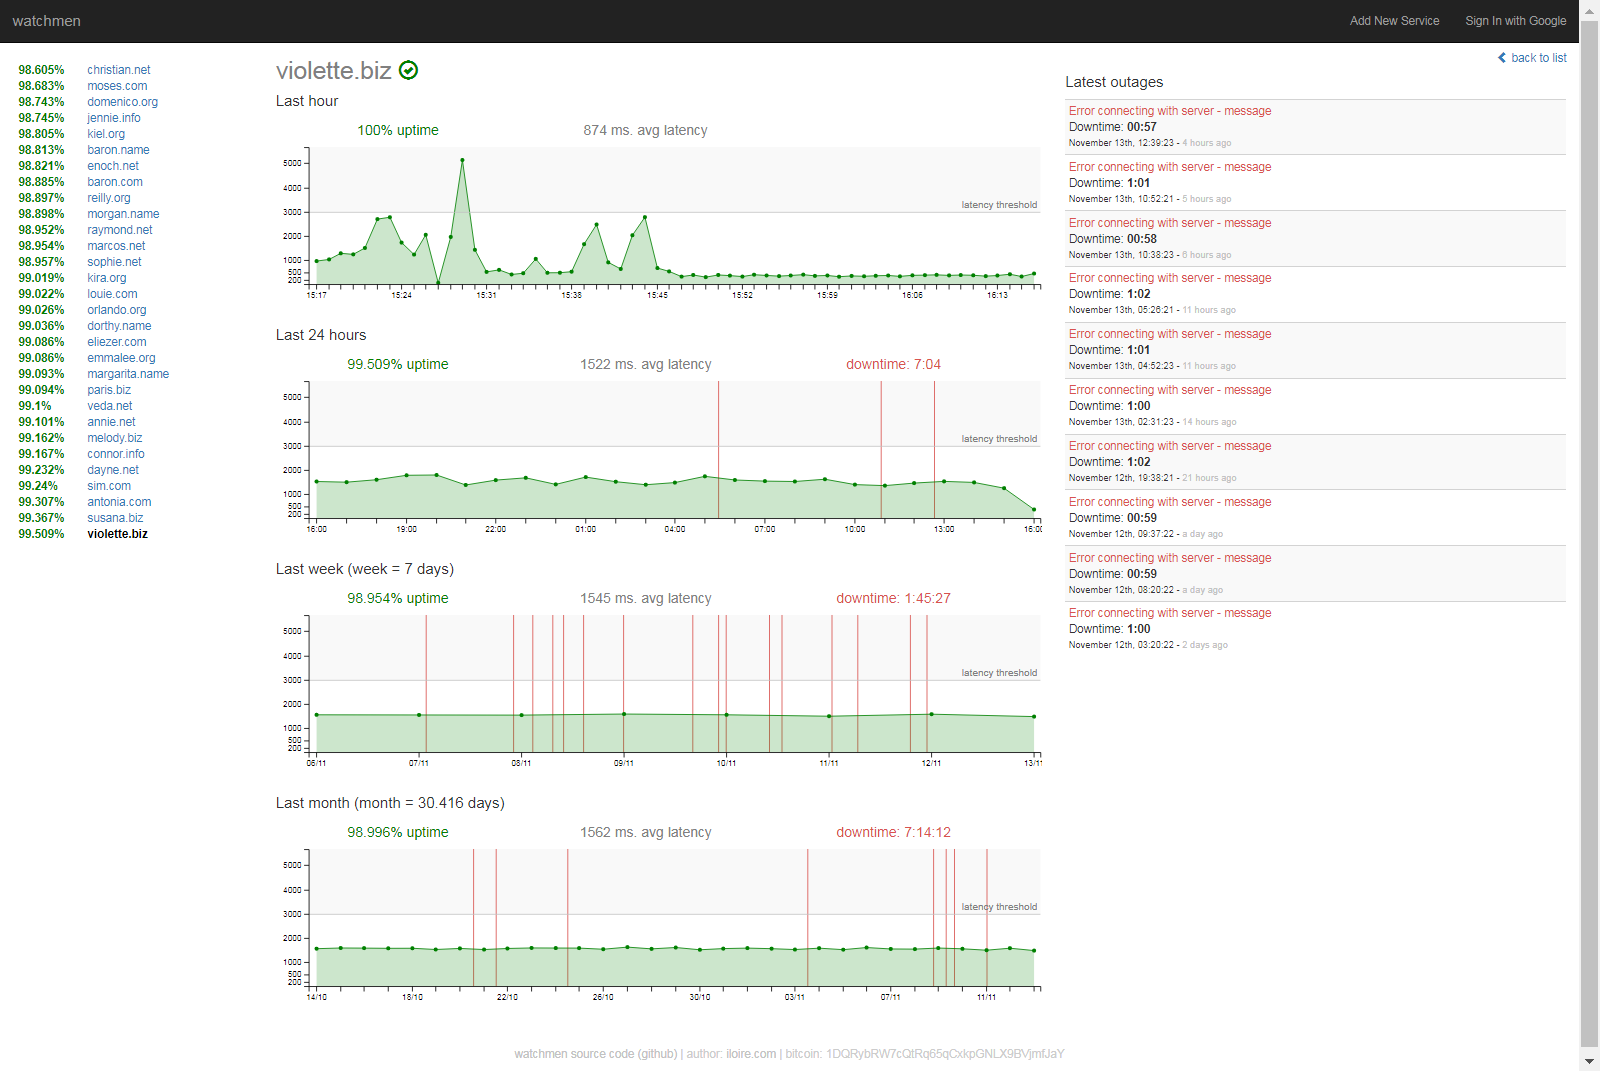 watchmen
Add New Service
Sign In with Google
98.605% christian.net
98.683% moses.com
98.743% domenico.org
98.745% jennie.info
98.805% kiel.org
98.813% baron.name
98.821% enoch.net
98.885% baron.com
98.897% reilly.org
98.898% morgan.name
98.952% raymond.net
98.954% marcos.net
98.957% sophie.net
99.019% kira.org
99.022% louie.com
99.026% orlando.org
99.036% dorthy.name
99.086% eliezer.com
99.086% emmalee.org
99.093% margarita.name
99.094% paris.biz
99.1% veda.net
99.101% annie.net
99.162% melody.biz
99.167% connor.info
99.232% dayne.net
99.24% sim.com
99.307% antonia.com
99.367% susana.biz
99.509% violette.biz
violette.biz
Last hour
100% uptime 874 ms. avg latency
5000
4000
3000
2000
1000
500
200
latency threshold
15:17 15:24 15:31 15:38 15:45 15:52 15:59 16:06 16:13
Last 24 hours
99.509% uptime 1522 ms. avg latency downtime: 7:04
5000
4000
3000
2000
1000
500
200
latency threshold
16:00 19:00 22:00 01:00 04:00 07:00 10:00 13:00 16:00
Last week (week = 7 days)
98.954% uptime 1545 ms. avg latency downtime: 1:45:27
5000
4000
3000
2000
1000
500
200
latency threshold
06/11 07/11 08/11 09/11 10/11 11/11 12/11 13/11
Last month (month = 30.416 days)
98.996% uptime 1562 ms. avg latency downtime: 7:14:12
5000
4000
3000
2000
1000
500
200
latency threshold
14/10 18/10 22/10 26/10 30/10 03/11 07/11 11/11
back to list
Latest outages
Error connecting with server - message
Downtime: 00:57
November 13th, 12:39:23 - 4 hours ago
Error connecting with server - message
Downtime: 1:01
November 13th, 10:52:21 - 5 hours ago
Error connecting with server - message
Downtime: 00:58
November 13th, 10:38:23 - 6 hours ago
Error connecting with server - message
Downtime: 1:02
November 13th, 05:26:21 - 11 hours ago
Error connecting with server - message
Downtime: 1:01
November 13th, 04:52:23 - 11 hours ago
Error connecting with server - message
Downtime: 1:00
November 13th, 02:31:23 - 14 hours ago
Error connecting with server - message
Downtime: 1:02
November 12th, 19:38:21 - 21 hours ago
Error connecting with server - message
Downtime: 00:59
November 12th, 09:37:22 - a day ago
Error connecting with server - message
Downtime: 00:59
November 12th, 08:20:22 - a day ago
Error connecting with server - message
Downtime: 1:00
November 12th, 03:20:22 - 2 days ago
watchmen source code (github) | author: iloire.com | bitcoin: 1DQRybRW7cQtRq65qCxkpGNLX9BVjmfJaY